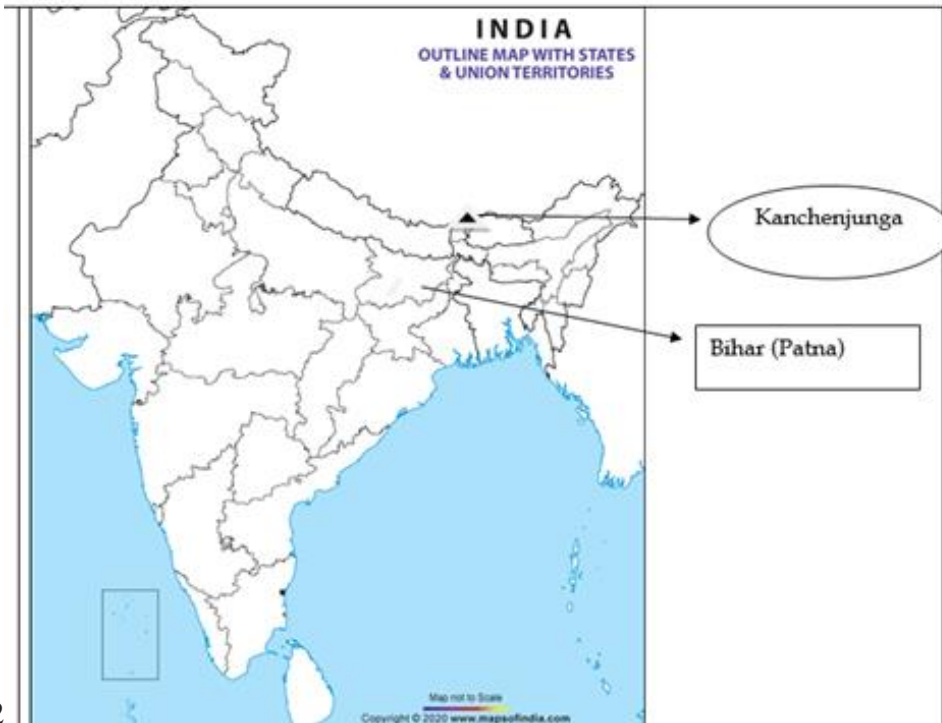 INDIA
OUTLINE MAP WITH STATES
& UNION TERRITORIES
Kanchenjunga
Bihar (Patna)
Map not to Scale
Copyright © 2020 www.mapsofindia.com
2